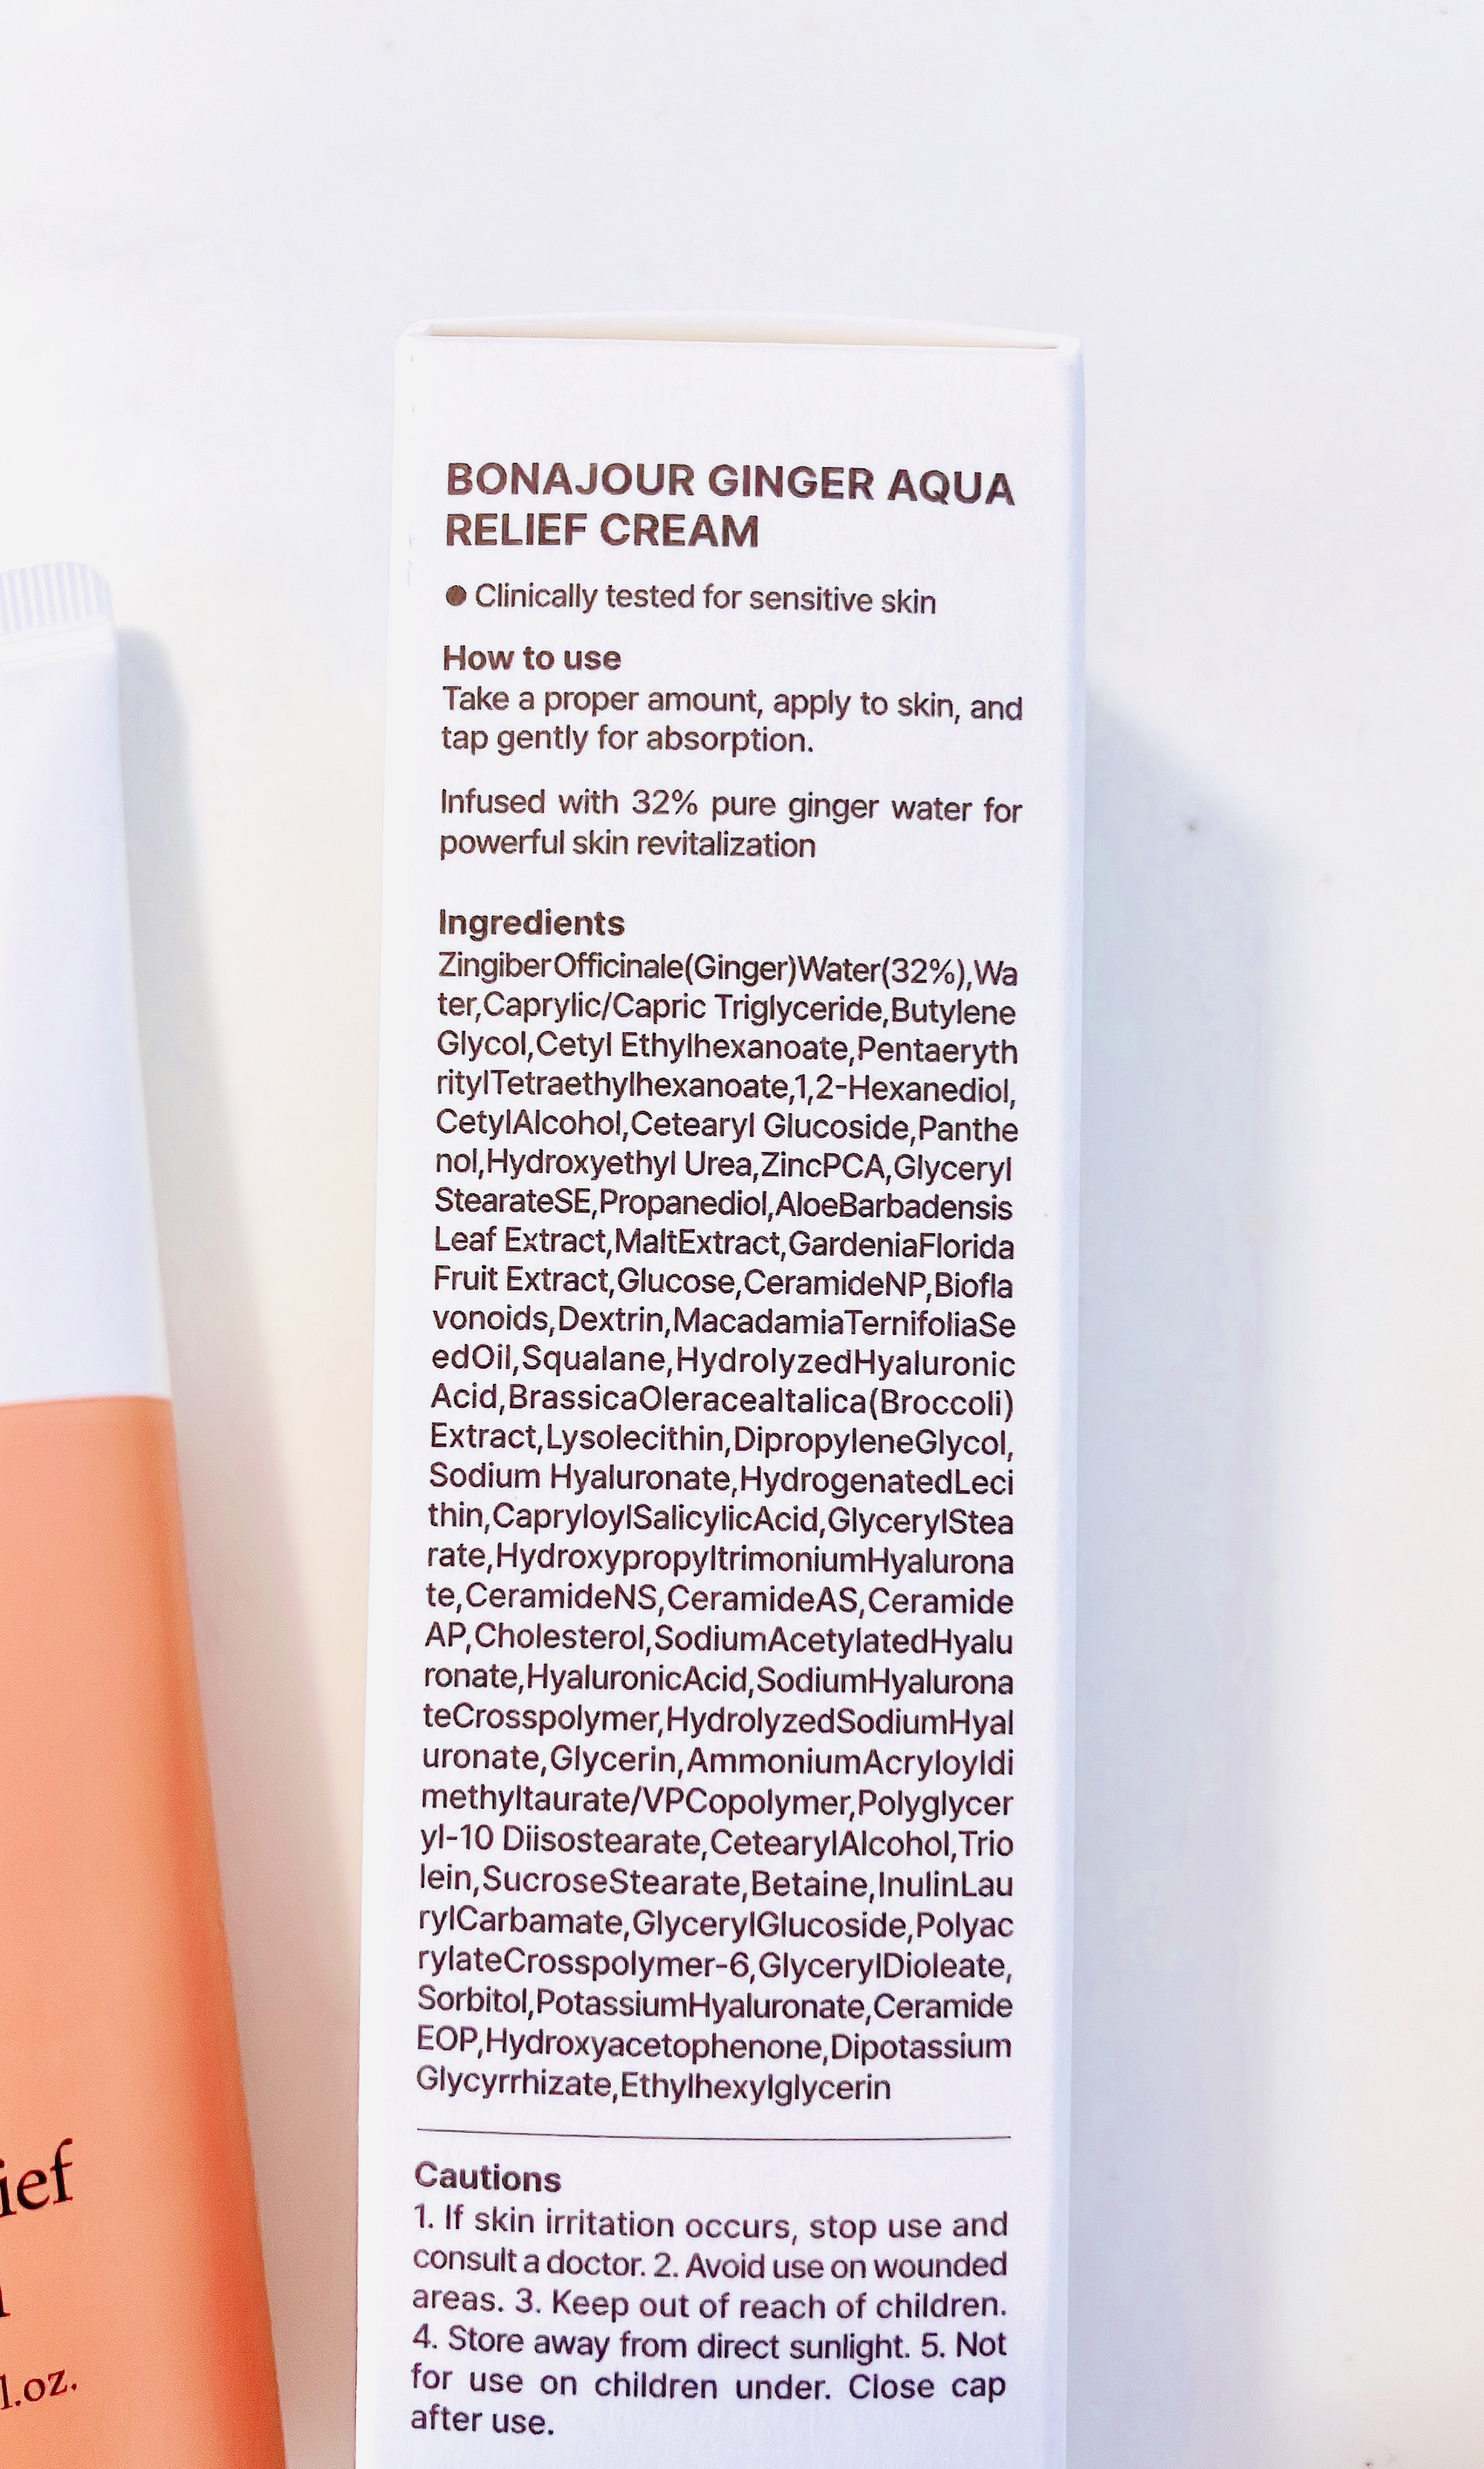 BONAJOUR GINGER AQUA
RELIEF CREAM
● Clinically tested for sensitive skin
How to use
Take a proper amount, apply to skin, and
tap gently for absorption.
Infused with 32% pure ginger water for
powerful skin revitalization
Ingredients
ZingiberOfficinale(Ginger)Water(32%),Wa
ter,Caprylic/Capric Triglyceride,Butylene
Glycol,Cetyl Ethylhexanoate,Pentaeryth
ritylTetraethylhexanoate,1,2-Hexanediol,
CetylAlcohol,Cetearyl Glucoside,Panthe
nol,Hydroxyethyl Urea,ZincPCA,Glyceryl
StearateSE,Propanediol,AloeBarbadensis
Leaf Extract,MaltExtract,GardeniaFlorida
Fruit Extract,Glucose,CeramideNP,Biofla
vonoids,Dextrin,MacadamiaTernifoliaSe
edOil,Squalane,HydrolyzedHyaluronic
Acid,BrassicaOleraceaItalica(Broccoli)
Extract,Lysolecithin,DipropyleneGlycol,
Sodium Hyaluronate,HydrogenatedLeci
thin,CapryloylSalicylicAcid,GlycerylStea
rate,HydroxypropyltrimoniumHyalurona
te,CeramideNS,CeramideAS,Ceramide
AP,Cholesterol,SodiumAcetylatedHyalu
ronate,HyaluronicAcid,SodiumHyalurona
teCrosspolymer,HydrolyzedSodiumHyal
uronate,Glycerin,AmmoniumAcryloyldi
methyltaurate/VPCopolymer,Polyglycer
yl-10 Diisostearate,CetearylAlcohol,Trio
lein,SucroseStearate,Betaine,InulinLau
rylCarbamate,GlycerylGlucoside,Polyac
rylateCrosspolymer-6,GlycerylDioleate,
Sorbitol,PotassiumHyaluronate,Ceramide
EOP,Hydroxyacetophenone,Dipotassium
Glycyrrhizate,Ethylhexylglycerin
Cautions
1. If skin irritation occurs, stop use and
consult a doctor. 2. Avoid use on wounded
areas. 3. Keep out of reach of children.
4. Store away from direct sunlight. 5. Not
for use on children under. Close cap
after use.
ief
l.oz.